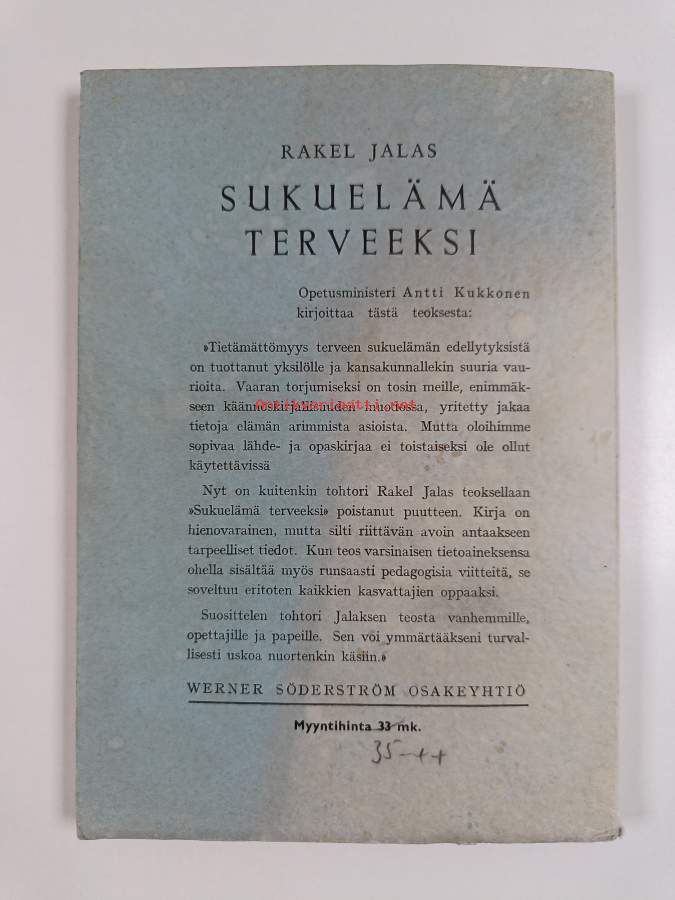 RAKEL JALAS
SUKUELÄMÄ
TERVEEKSI
Opetusministeri Antti Kukkonen
kirjoittaa tästä teoksesta:
»Tietämättömyys terveen sukuelämän edellytyksistä
on tuottanut yksilölle ja kansakunnallekin suuria vau-
rioita. Vaaran torjumiseksi on tosin meille, enimmäk-
seen käännöskirjallisuuden muodossa, yritetty jakaa
tietoja elämän arimmista asioista. Mutta oloihimme
sopivaa lähde- ja opaskirjaa ei toistaiseksi ole ollut
käytettävissä
Nyt on kuitenkin tohtori Rakel Jalas teoksellaan
»Sukuelämä terveeksi» poistanut puutteen. Kirja on
hienovarainen, mutta silti riittävän avoin antaakseen
tarpeelliset tiedot. Kun teos varsinaisen tietoaineksensa
ohella sisältää myös runsaasti pedagogisia viitteitä, se
soveltuu eritoten kaikkien kasvattajien oppaaksi.
Suosittelen tohtori Jalaksen teosta vanhemmille,
opettajille ja papeille. Sen voi ymmärtääkseni turval-
lisesti uskoa nuortenkin käsiin.»
WERNER SÖDERSTRÖM OSAKEYHTIÖ
Myyntihinta 33 mk.
35-++